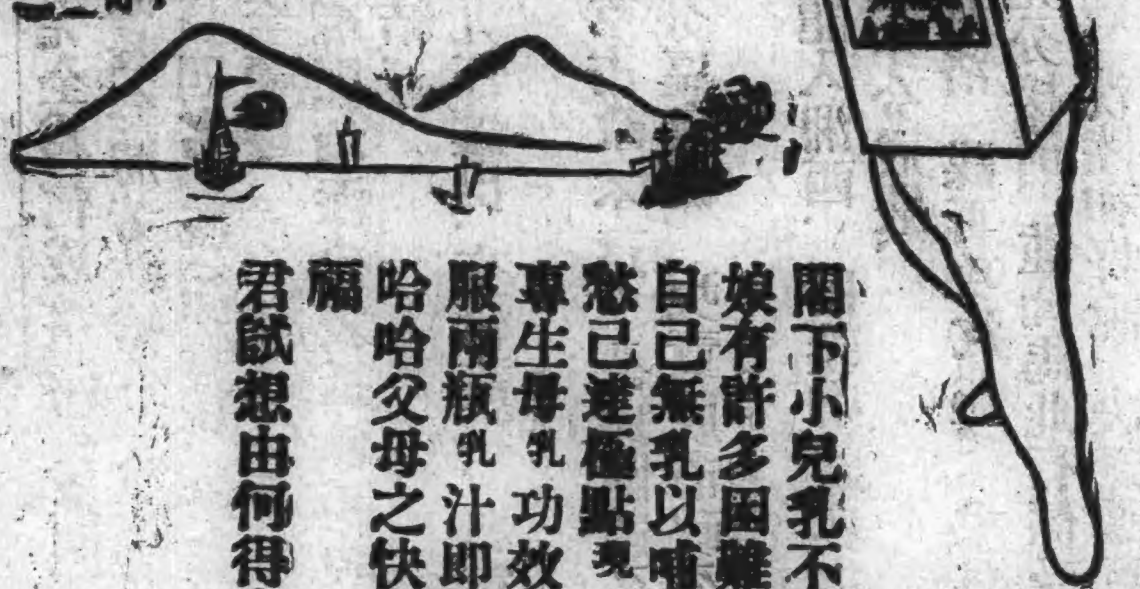 閣下小兒乳不
娘有許多困難
自己無乳以哺
愁己達極點現
專生母乳功效
服兩瓶乳汁即
哈哈父母之快
福
君試想由何得